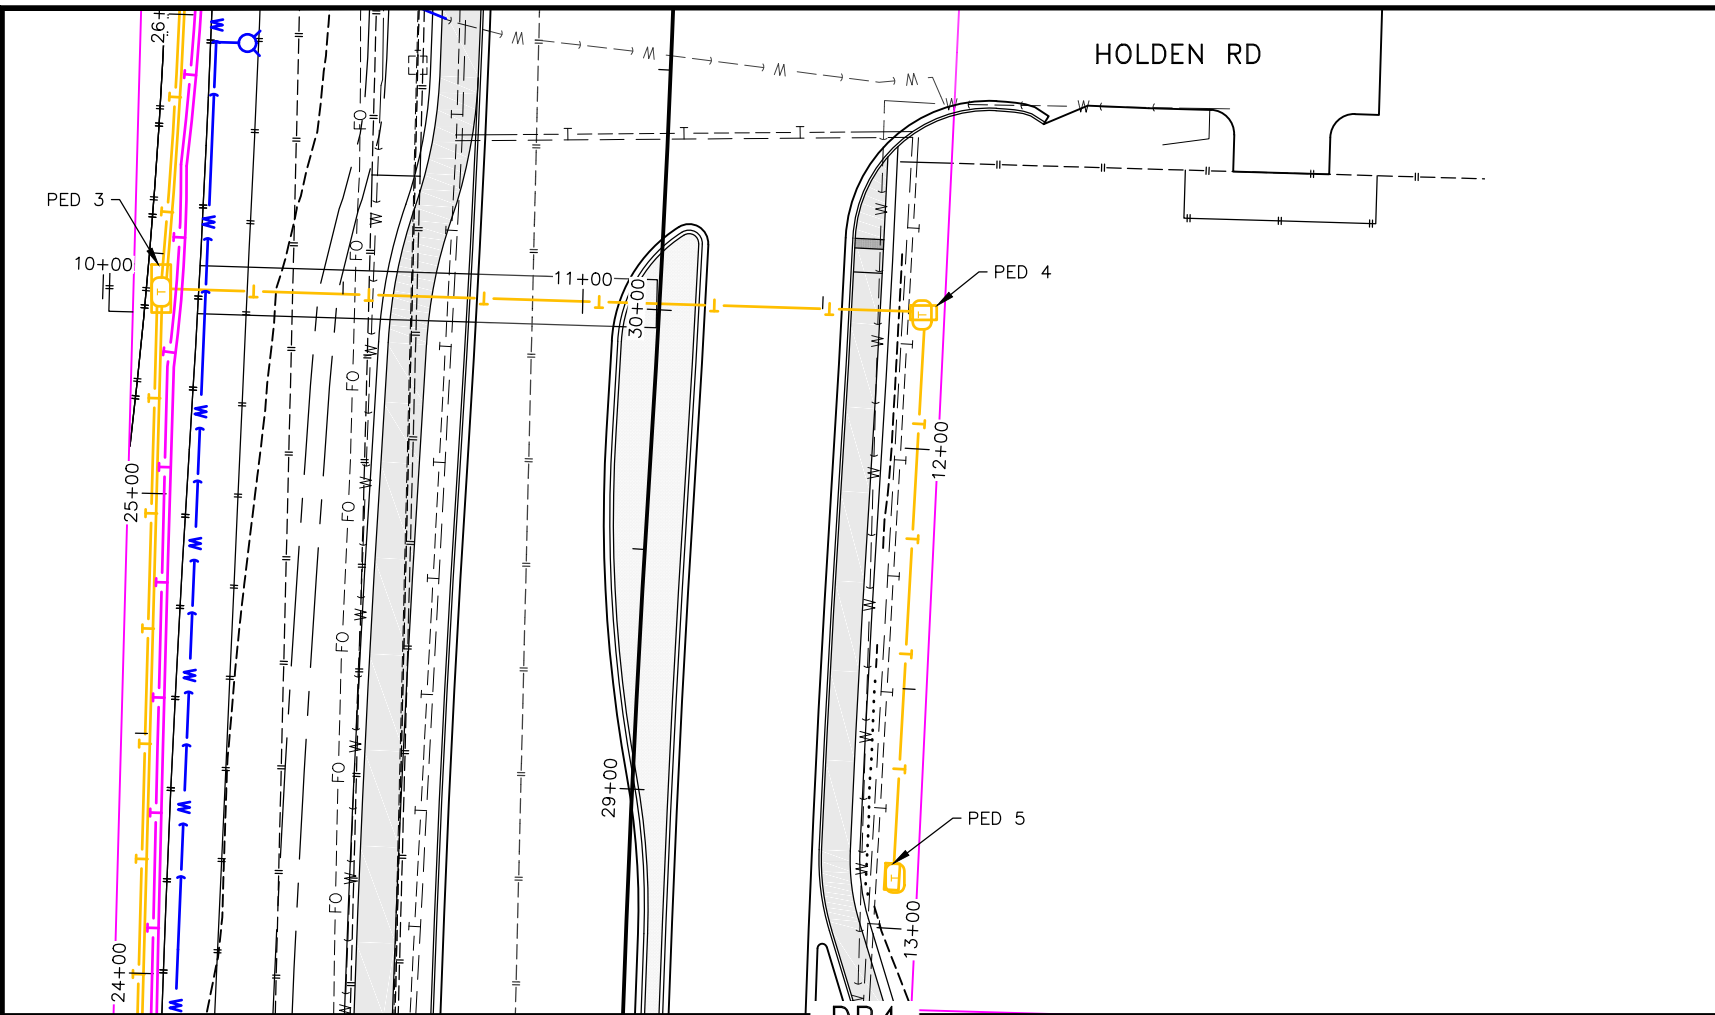 26+
HOLDEN RD
PED 3
10+00
11+00
30+00
PED 4
12+00
25+00
29+00
PED 5
13+00
24+00
W W W W W W
T T T
W W W W W W W
T T T T T T
FO FO FO FO FO FO FO FO
W W W W W W W W
W W W W W W W
T T T T